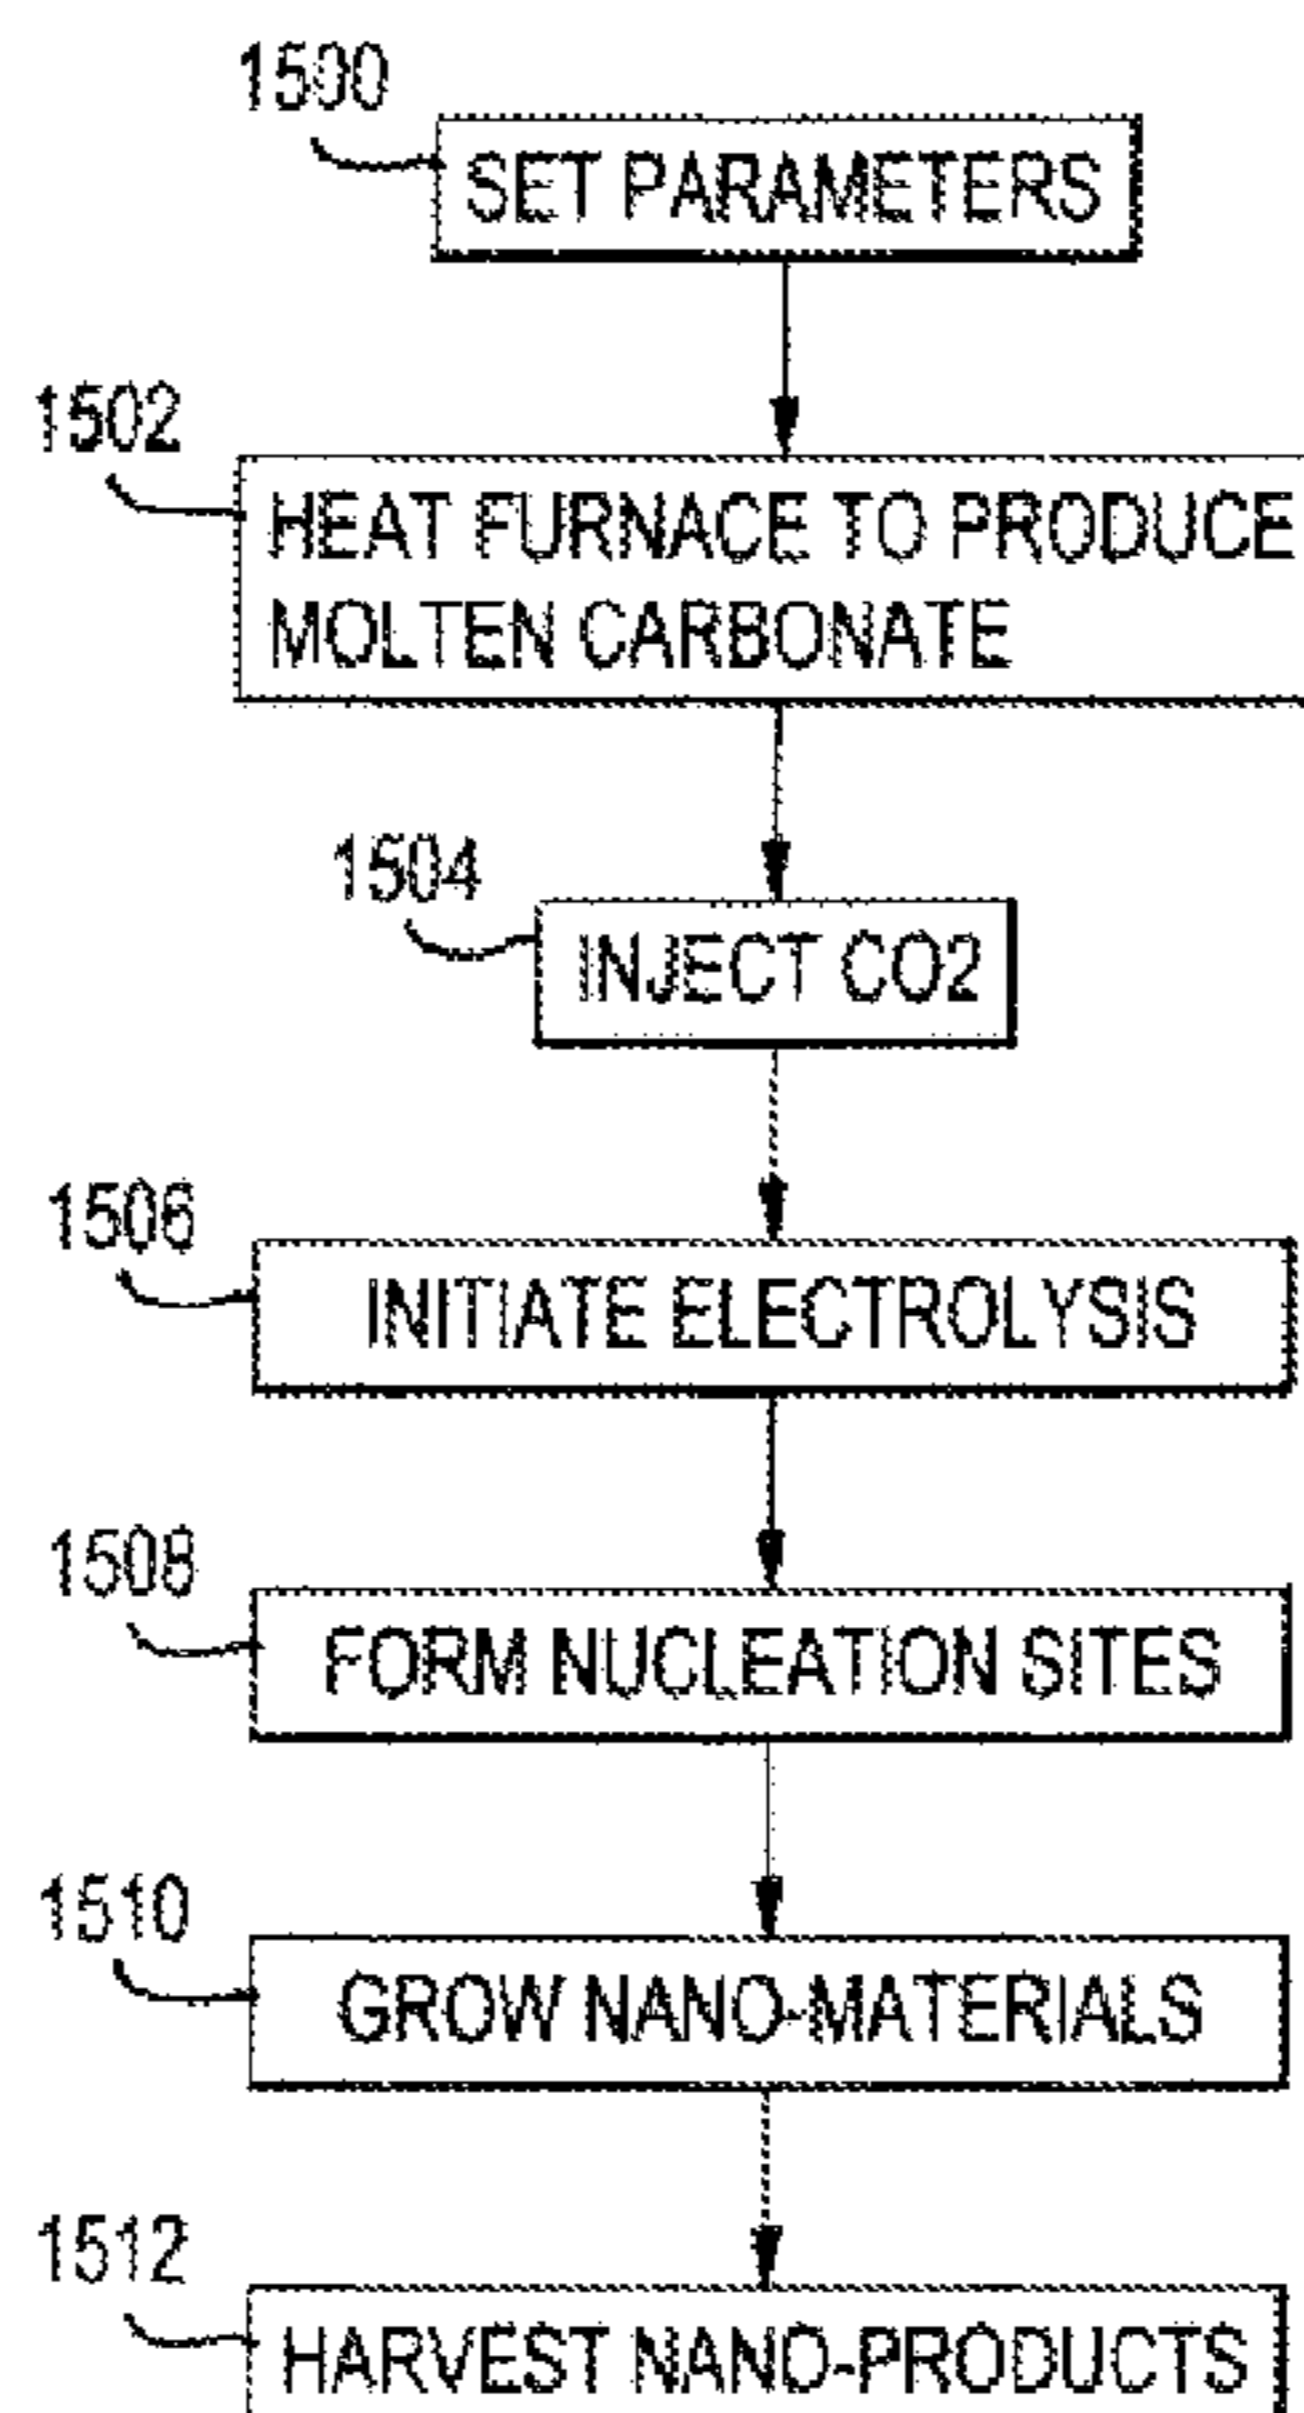 1500
SET PARAMETERS
1502
HEAT FURNACE TO PRODUCE
MOLTEN CARBONATE
1504
INJECT CO2
1506
INITIATE ELECTROLYSIS
1508
FORM NUCLEATION SITES
1510
GROW NANO-MATERIALS
1512
HARVEST NANO-PRODUCTS